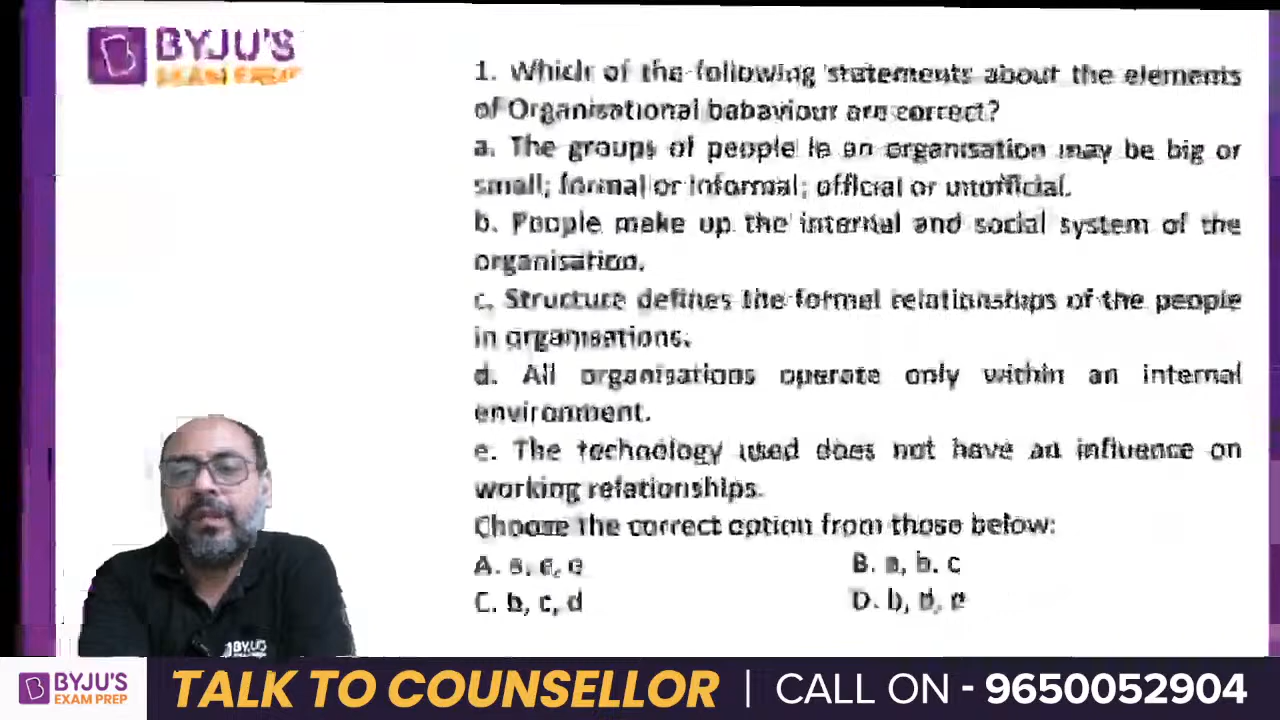 BYJU'S
EXAM PREP
1. Which of the following statements about the elements
of Organisational babaviour are correct?
a. The groups of people in an organisation may be big or
small; formal or informal; official or unofficial.
b. People make up the internal and social system of the
organisation.
c. Structure defines the formal relationships of the people
in organisations.
d. All organisations operate only within an internal
environment.
e. The technology used does not have an influence on
working relationships.
Choose the correct option from those below:
A. a, c, e
B. a, b, c
C. b, c, d
D. b, d, e
BYJU'S
BYJU'S
EXAM PREP
TALK TO COUNSELLOR | CALL ON - 9650052904